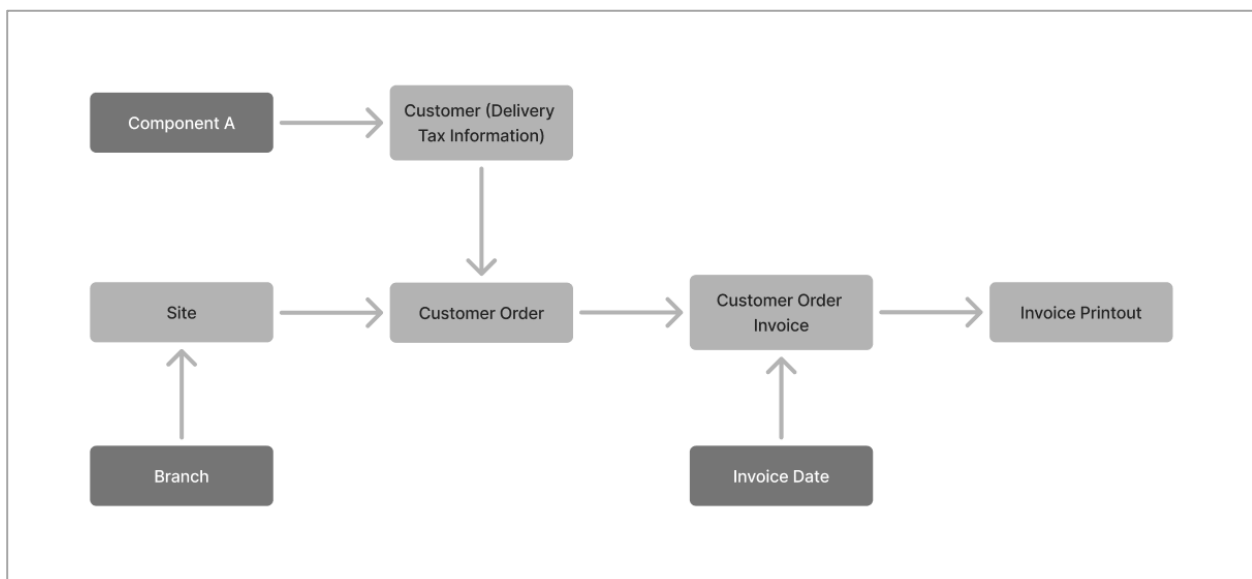 Component A
Customer (Delivery
Tax Information)
Site
Customer Order
Customer Order
Invoice
Invoice Printout
Branch
Invoice Date